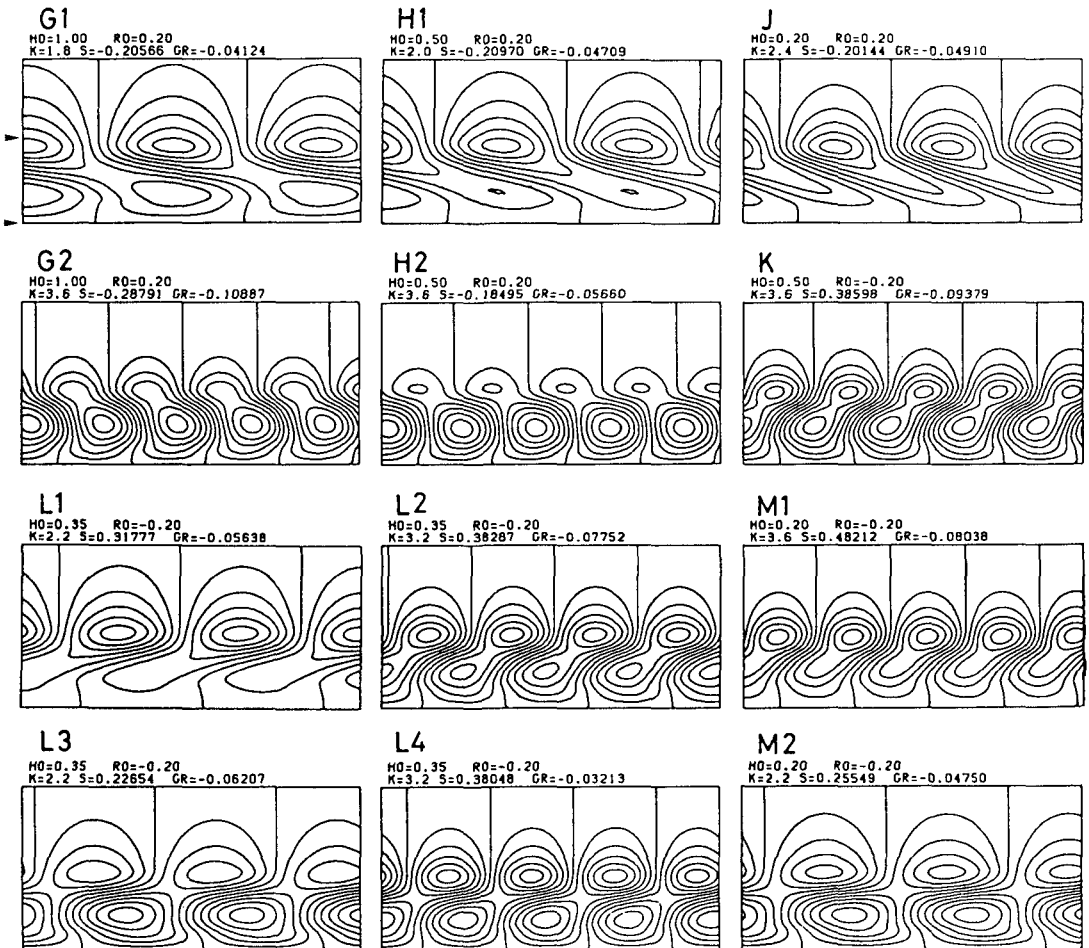 G1
H0=1.00 R0=0.20
K=1.8 S=-0.20566 GR=-0.04124
H1
H0=0.50 R0=0.20
K=2.0 S=-0.20970 GR=-0.04709
J
H0=0.20 R0=0.20
K=2.4 S=-0.20144 GR=-0.04910
G2
H0=1.00 R0=0.20
K=3.6 S=-0.28791 GR=-0.10887
H2
H0=0.50 R0=0.20
K=3.6 S=-0.18495 GR=-0.05660
K
H0=0.50 R0=-0.20
K=3.6 S=0.38598 GR=-0.09379
L1
H0=0.35 R0=-0.20
K=2.2 S=0.31777 GR=-0.05638
L2
H0=0.35 R0=-0.20
K=3.2 S=0.38287 GR=-0.07752
M1
H0=0.20 R0=-0.20
K=3.6 S=0.48212 GR=-0.08038
L3
H0=0.35 R0=-0.20
K=2.2 S=0.22654 GR=-0.06207
L4
H0=0.35 R0=-0.20
K=3.2 S=0.38048 GR=-0.03213
M2
H0=0.20 R0=-0.20
K=2.2 S=0.25549 GR=-0.04750